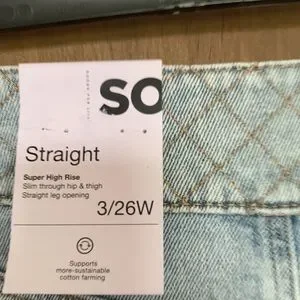 SO
Straight
Super High Rise
Slim through hip & thigh
Straight leg opening
3/26W
Supports
more-sustainable
cotton farming